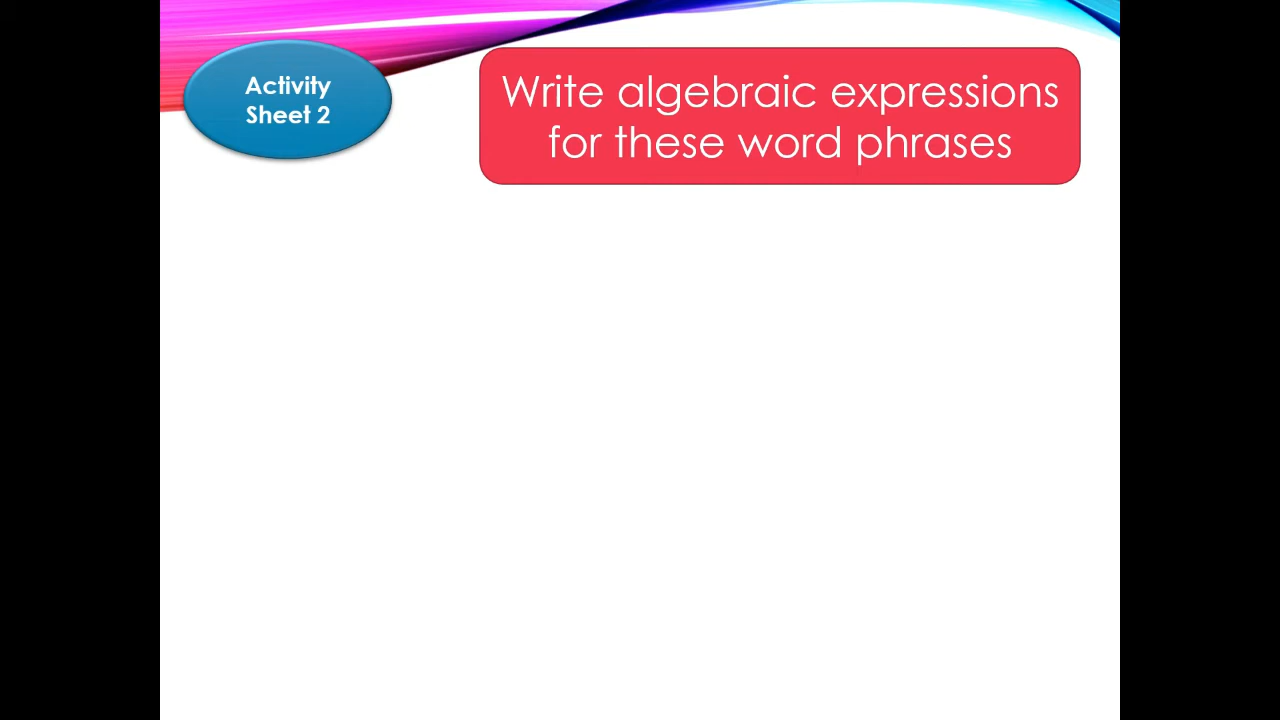 Activity
Sheet 2
Write algebraic expressions
for these word phrases